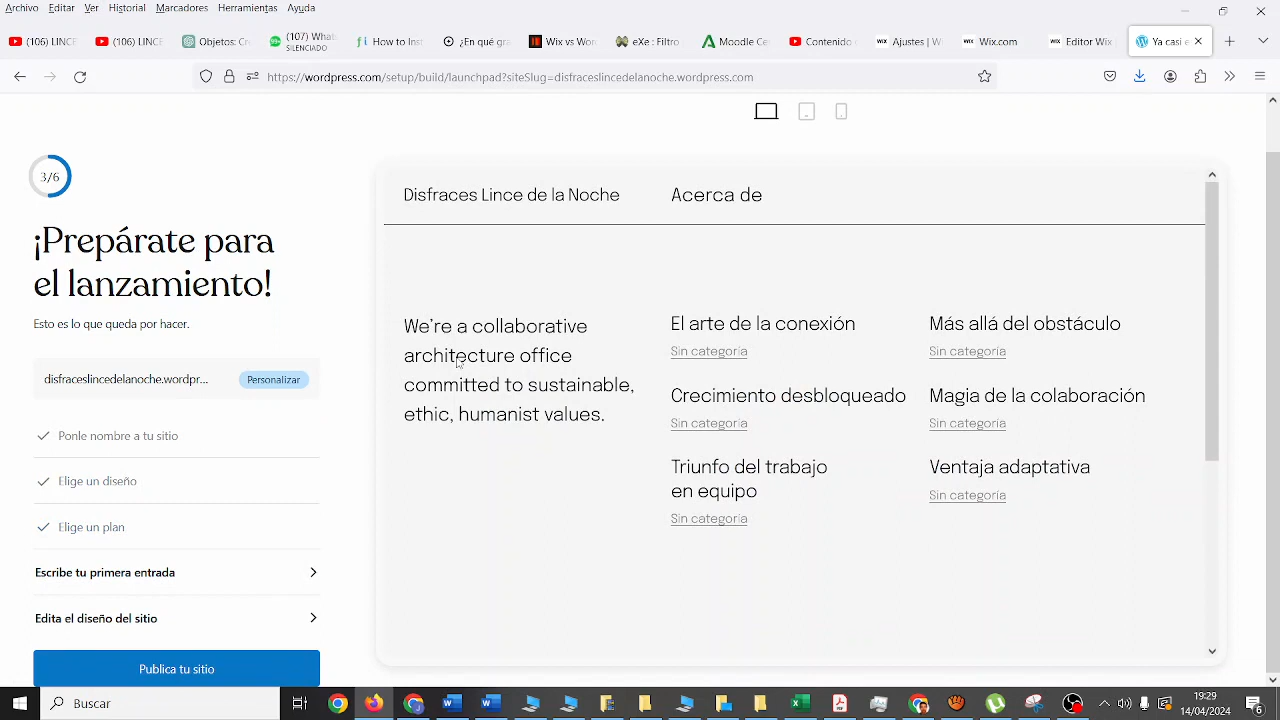 Archivo Editar Ver Historial Marcadores Herramientas Ayuda
(106) LINCE
(106) LINCE
Objetos: Cr
(107) What
SILENCIADO
How to Inst
¿En qué gra
Wix vs Wor
eXe : Filtro
Moodle Ce
Contenido
Ajustes | W
Wix.com
Editor Wix
Ya casi e
https://wordpress.com/setup/build/launchpad?siteSlug=disfraceslincedelanoche.wordpress.com
3/6
¡Prepárate para
el lanzamiento!
Esto es lo que queda por hacer.
disfraceslincedelanoche.wordpr...
Personalizar
Ponle nombre a tu sitio
Elige un diseño
Elige un plan
Escribe tu primera entrada
Edita el diseño del sitio
Publica tu sitio
Disfraces Lince de la Noche
Acerca de
We're a collaborative
architecture office
committed to sustainable,
ethic, humanist values.
El arte de la conexión
Sin categoría
Más allá del obstáculo
Sin categoría
Crecimiento desbloqueado
Sin categoría
Magia de la colaboración
Sin categoría
Triunfo del trabajo
en equipo
Sin categoría
Ventaja adaptativa
Sin categoría
Buscar
19:29
14/04/2024
6